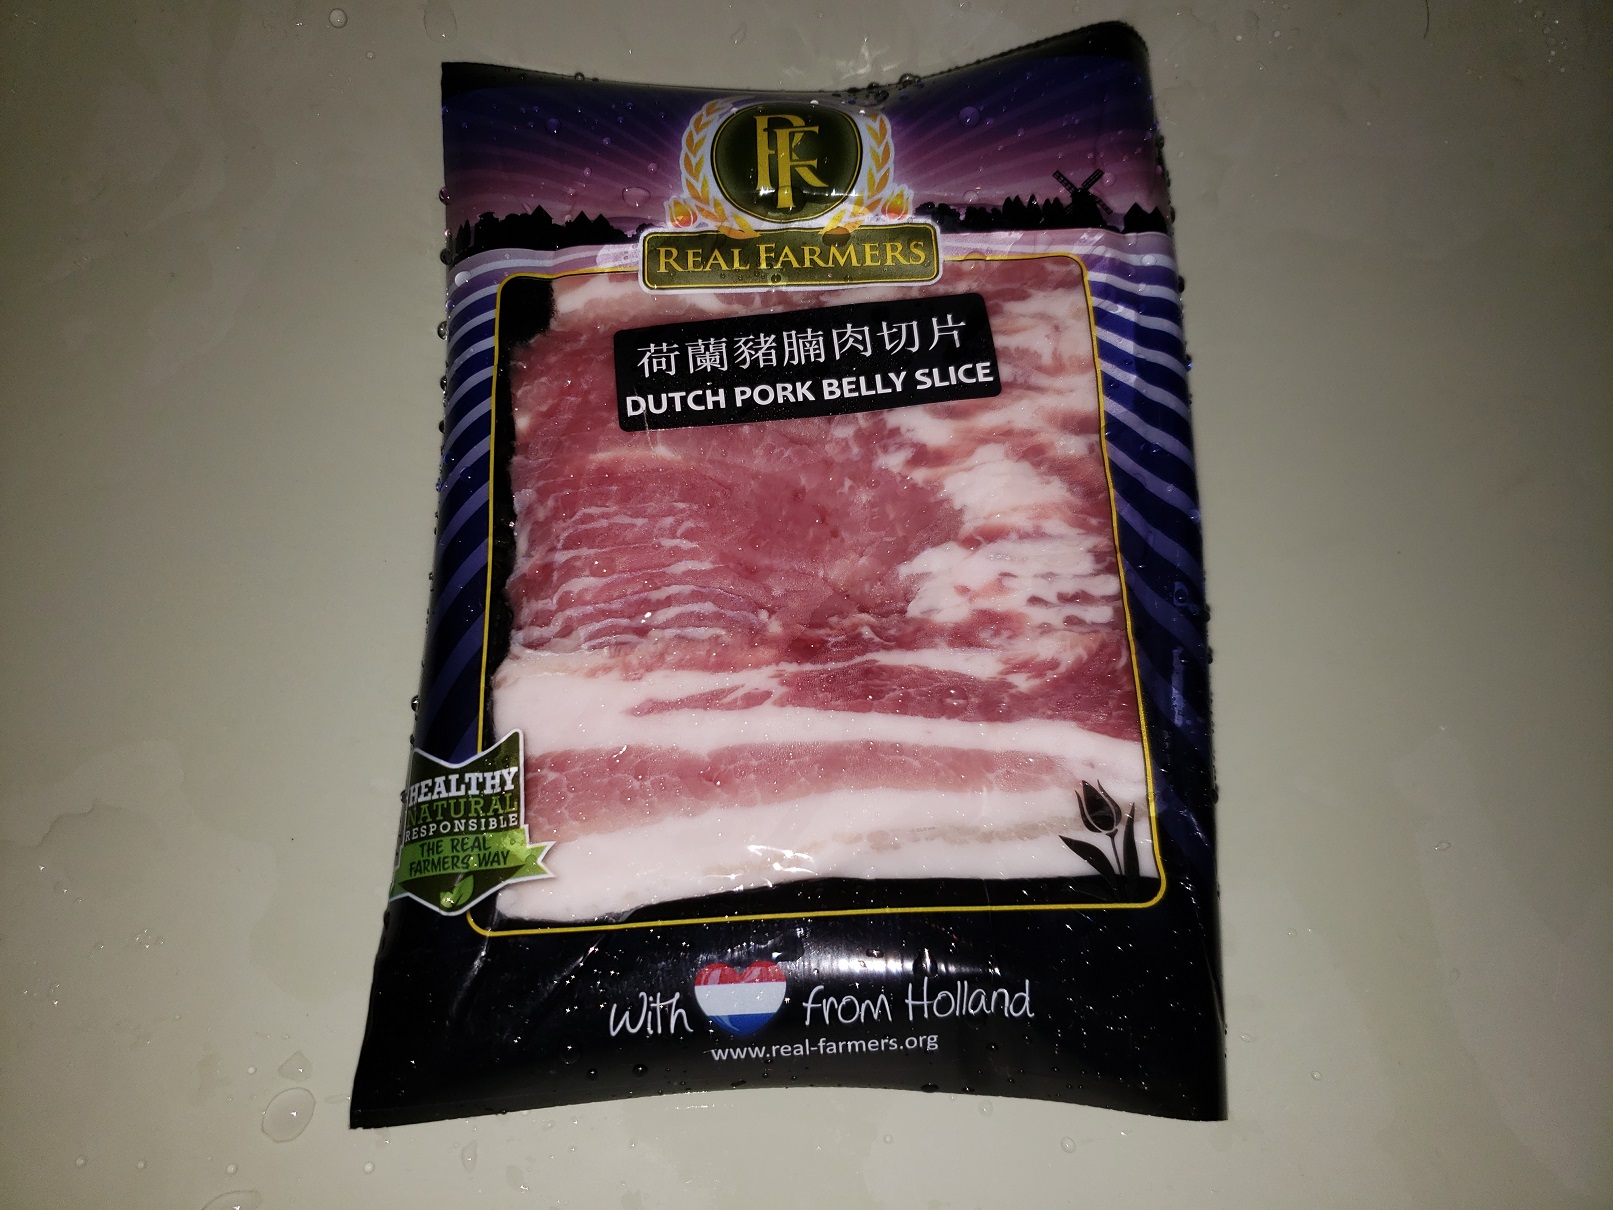 RF
REAL FARMERS
荷蘭豬腩肉切片
DUTCH PORK BELLY SLICE
HEALTHY
NATURAL
RESPONSIBLE
THE REAL
FARMERS WAY
with from Holland
www.real-farmers.org